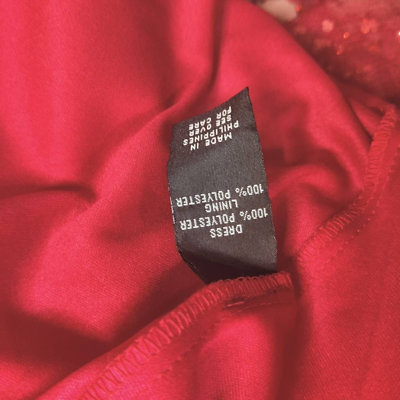 DRESS
100% POLYESTER
LINING
100% POLYESTER
MADE IN
PHILIPPINES
SEE OVER
FOR CARE